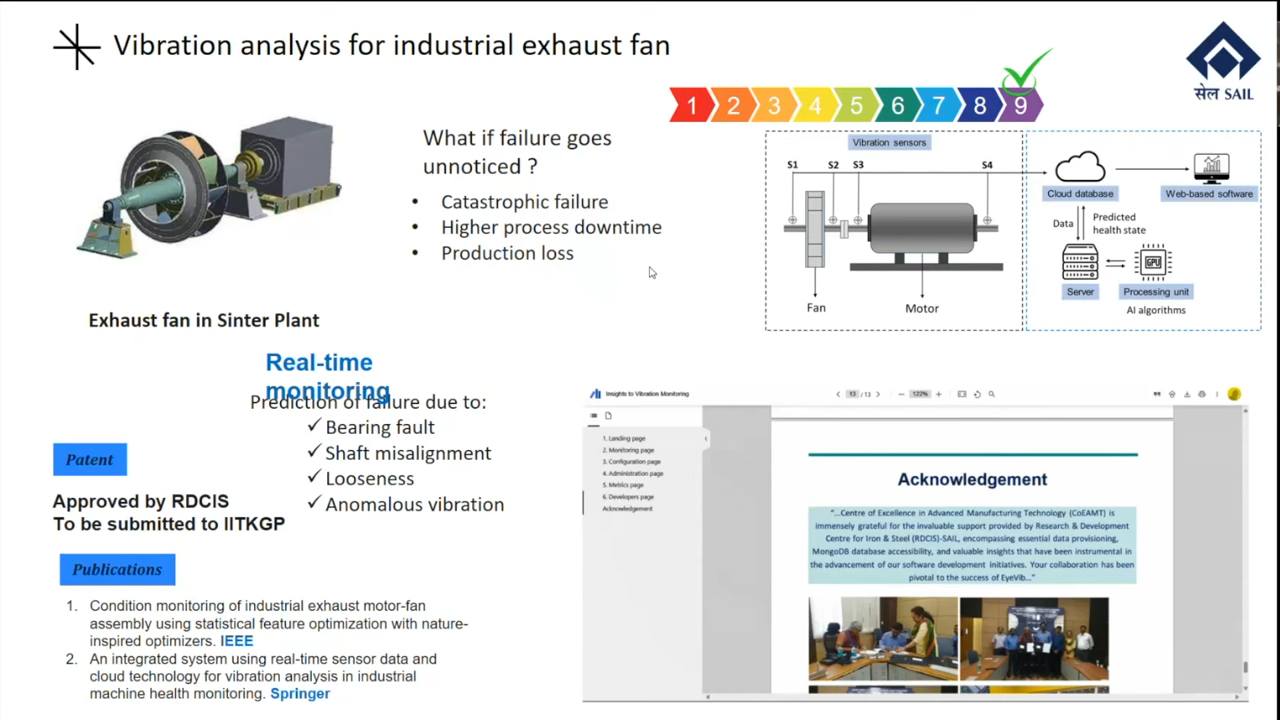 Vibration analysis for industrial exhaust fan
सेल SAIL
1 2 3 4 5 6 7 8 9
What if failure goes
unnoticed ?
• Catastrophic failure
• Higher process downtime
• Production loss
Exhaust fan in Sinter Plant
Vibration sensors
S1 S2 S3 S4
Fan
Motor
Cloud database
Web-based software
Data
Predicted
health state
GPU
Server
Processing unit
AI algorithms
Real-time
monitoring
Prediction of failure due to:
✓ Bearing fault
✓ Shaft misalignment
✓ Looseness
✓ Anomalous vibration
Patent
Approved by RDCIS
To be submitted to IITKGP
Publications
1. Condition monitoring of industrial exhaust motor-fan
assembly using statistical feature optimization with nature-
inspired optimizers. IEEE
2. An integrated system using real-time sensor data and
cloud technology for vibration analysis in industrial
machine health monitoring. Springer
Insights to Vibration Monitoring
13 / 13
122%
1. Landing page
2. Monitoring page
3. Configuration page
4. Administration page
5. Metrics page
6. Developers page
Acknowledgement
Acknowledgement
“...Centre of Excellence in Advanced Manufacturing Technology (CoEAMT) is
immensely grateful for the invaluable support provided by Research & Development
Centre for Iron & Steel (RDCIS)-SAIL, encompassing essential data provisioning,
MongoDB database accessibility, and valuable insights that have been instrumental in
the advancement of our software development initiatives. Your collaboration has been
pivotal to the success of EyeVib...”